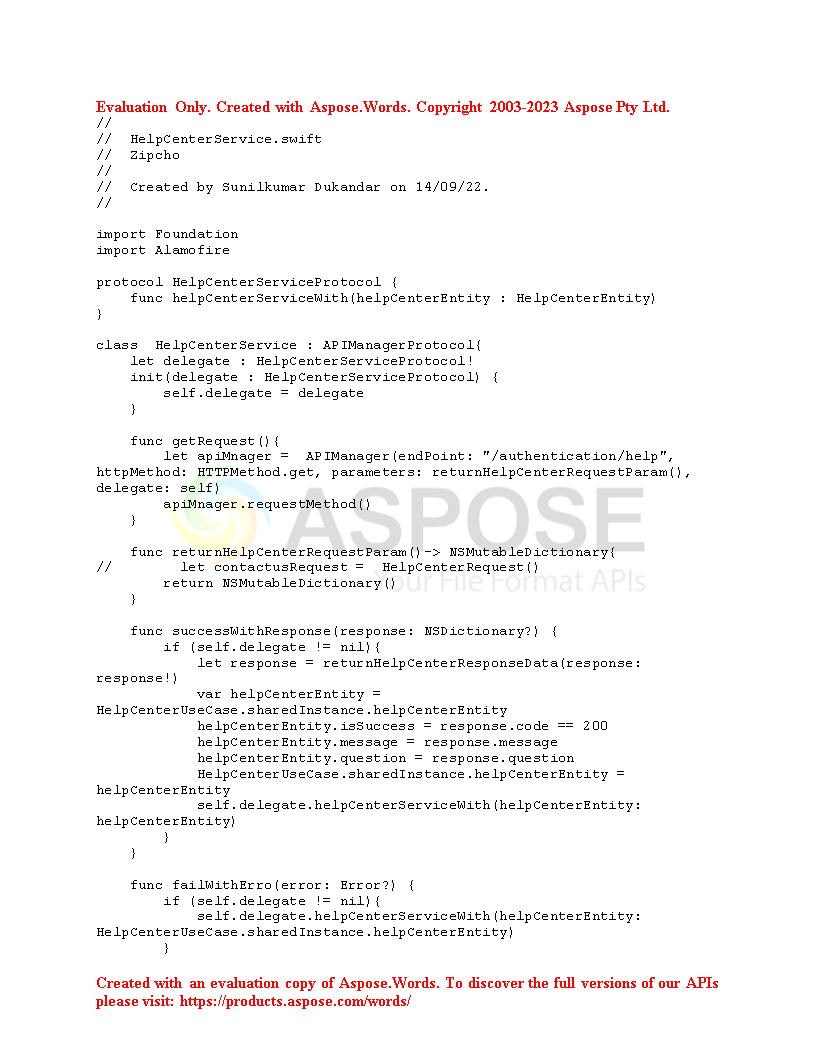 Evaluation Only. Created with Aspose.Words. Copyright 2003-2023 Aspose Pty Ltd.
//
//  HelpCenterService.swift
//  Zipcho
//
//  Created by Sunilkumar Dukandar on 14/09/22.
//

import Foundation
import Alamofire

protocol HelpCenterServiceProtocol {
    func helpCenterServiceWith(helpCenterEntity : HelpCenterEntity)
}

class  HelpCenterService : APIManagerProtocol{
    let delegate : HelpCenterServiceProtocol!
    init(delegate : HelpCenterServiceProtocol) {
        self.delegate = delegate
    }

    func getRequest(){
        let apiMnager =  APIManager(endPoint: "/authentication/help",
httpMethod: HTTPMethod.get, parameters: returnHelpCenterRequestParam(),
delegate: self)
        apiMnager.requestMethod()
    }

    func returnHelpCenterRequestParam()-> NSMutableDictionary{
//        let contactusRequest =  HelpCenterRequest()
        return NSMutableDictionary()
    }

    func successWithResponse(response: NSDictionary?) {
        if (self.delegate != nil){
            let response = returnHelpCenterResponseData(response:
response!)
            var helpCenterEntity =
HelpCenterUseCase.sharedInstance.helpCenterEntity
            helpCenterEntity.isSuccess = response.code == 200
            helpCenterEntity.message = response.message
            helpCenterEntity.question = response.question
            HelpCenterUseCase.sharedInstance.helpCenterEntity =
helpCenterEntity
            self.delegate.helpCenterServiceWith(helpCenterEntity:
helpCenterEntity)
        }
    }

    func failWithErro(error: Error?) {
        if (self.delegate != nil){
            self.delegate.helpCenterServiceWith(helpCenterEntity:
HelpCenterUseCase.sharedInstance.helpCenterEntity)
        }
ASPOSE
Your File Format APIs
Created with an evaluation copy of Aspose.Words. To discover the full versions of our APIs
please visit: https://products.aspose.com/words/